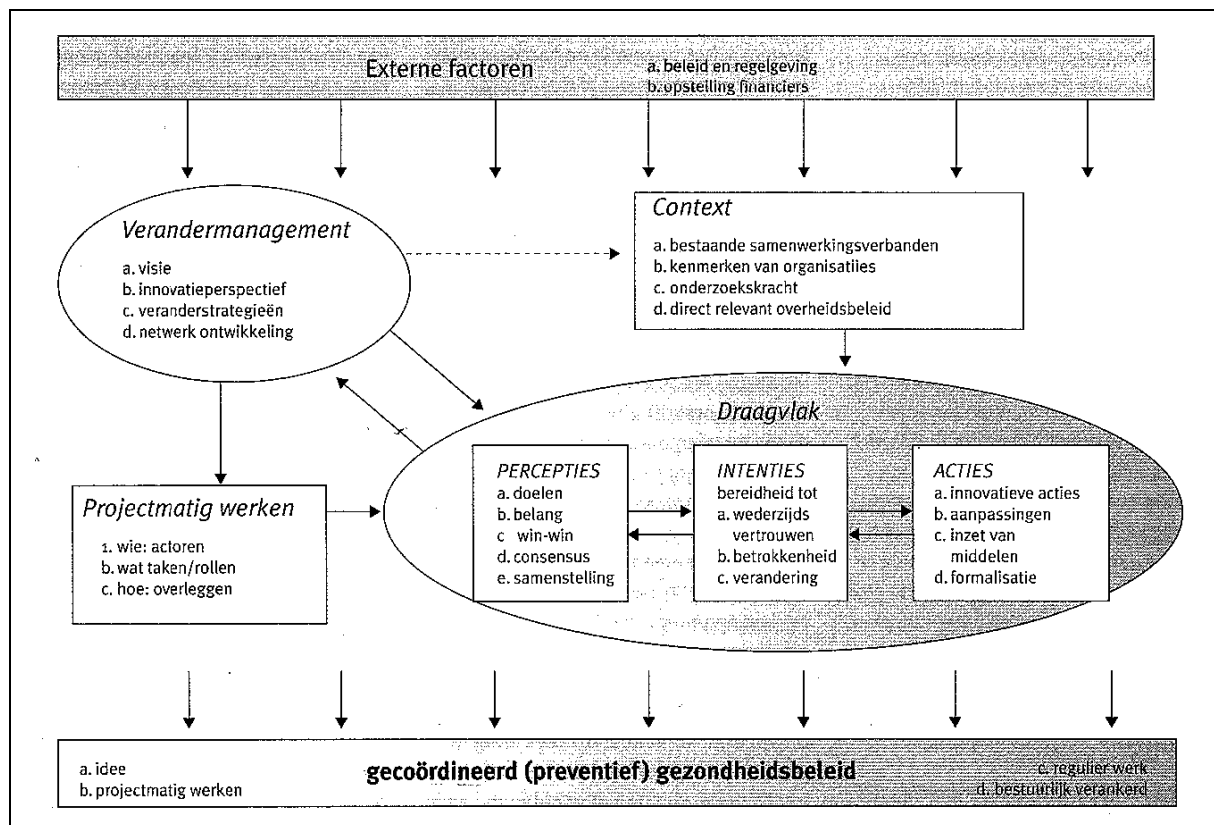 Externe factoren
a. beleid en regelgeving
b. opstelling financiers
Verandermanagement
a. visie
b. innovatieperspectief
c. veranderstrategieën
d. netwerk ontwikkeling
Context
a. bestaande samenwerkingsverbanden
b. kenmerken van organisatiies
c. onderzoekskracht
d. direct relevant overheidsbeleid
Draagvlak
Projectmatig werken
1. wie: actoren
b. wat taken/rollen
c. hoe: overleggen
PERCEPTIES
a. doelen
b. belang
c win-win
d. consensus
e. samenstelling
INTENTIES
bereidheid tot
a. wederzijds
vertrouwen
b. betrokkenheid
c. verandering
ACTIES
a. innovatieve acties
b. aanpassingen
c. inzet van
middelen
d. formalisatie
a. idee
b. projectmatig werken
gecoördineerd (preventief) gezondheidsbeleid
c. regulier werk
d. bestuurlijk verankerd